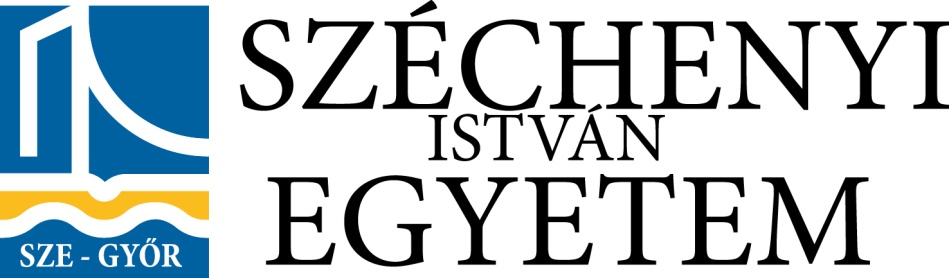 SZÉCHENYI
ISTVÁN
EGYETEM
SZE - GYŐR